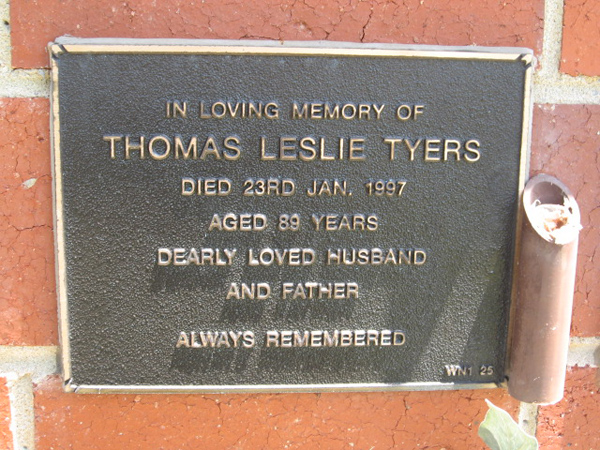 IN LOVING MEMORY OF
THOMAS LESLIE TYERS
DIED 23RD JAN. 1997
AGED 89 YEARS
DEARLY LOVED HUSBAND
AND FATHER
ALWAYS REMEMBERED
WN1 25